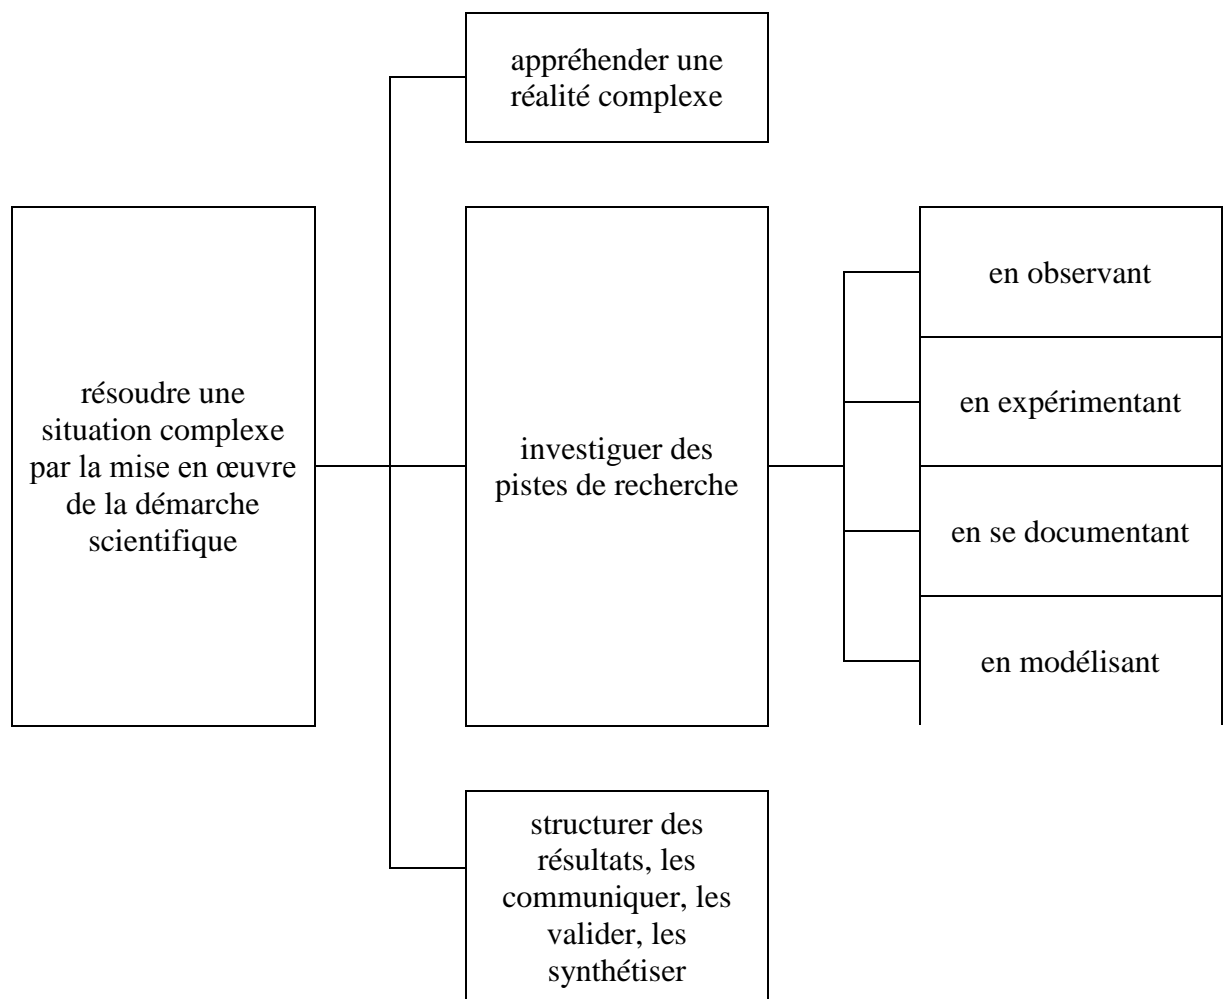 appréhender une
réalité complexe
résoudre une
situation complexe
par la mise en œuvre
de la démarche
scientifique
investiguer des
pistes de recherche
en observant
en expérimentant
en se documentant
en modélisant
structurer des
résultats, les
communiquer, les
valider, les
synthétiser